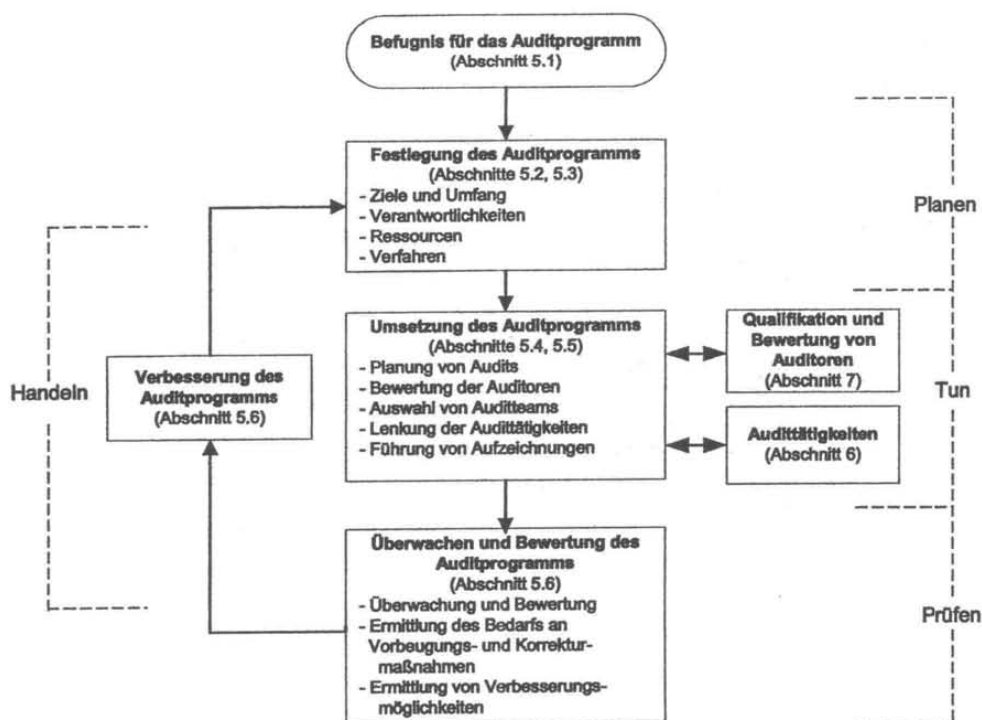 Befugnis für das Auditprogramm
(Abschnitt 5.1)
Festlegung des Auditprogramms
(Abschnitte 5.2, 5.3)
- Ziele und Umfang
- Verantwortlichkeiten
- Ressourcen
- Verfahren
Planen
Umsetzung des Auditprogramms
(Abschnitte 5.4, 5.5)
- Planung von Audits
- Bewertung der Auditoren
- Auswahl von Auditteams
- Lenkung der Audittätigkeiten
- Führung von Aufzeichnungen
Qualifikation und
Bewertung von
Auditoren
(Abschnitt 7)
Audittätigkeiten
(Abschnitt 6)
Tun
Handeln
Verbesserung des
Auditprogramms
(Abschnitt 5.6)
Überwachen und Bewertung des
Auditprogramms
(Abschnitt 5.6)
- Überwachung und Bewertung
- Ermittlung des Bedarfs an
Vorbeugungs- und Korrektur-
maßnahmen
- Ermittlung von Verbesserungs-
möglichkeiten
Prüfen